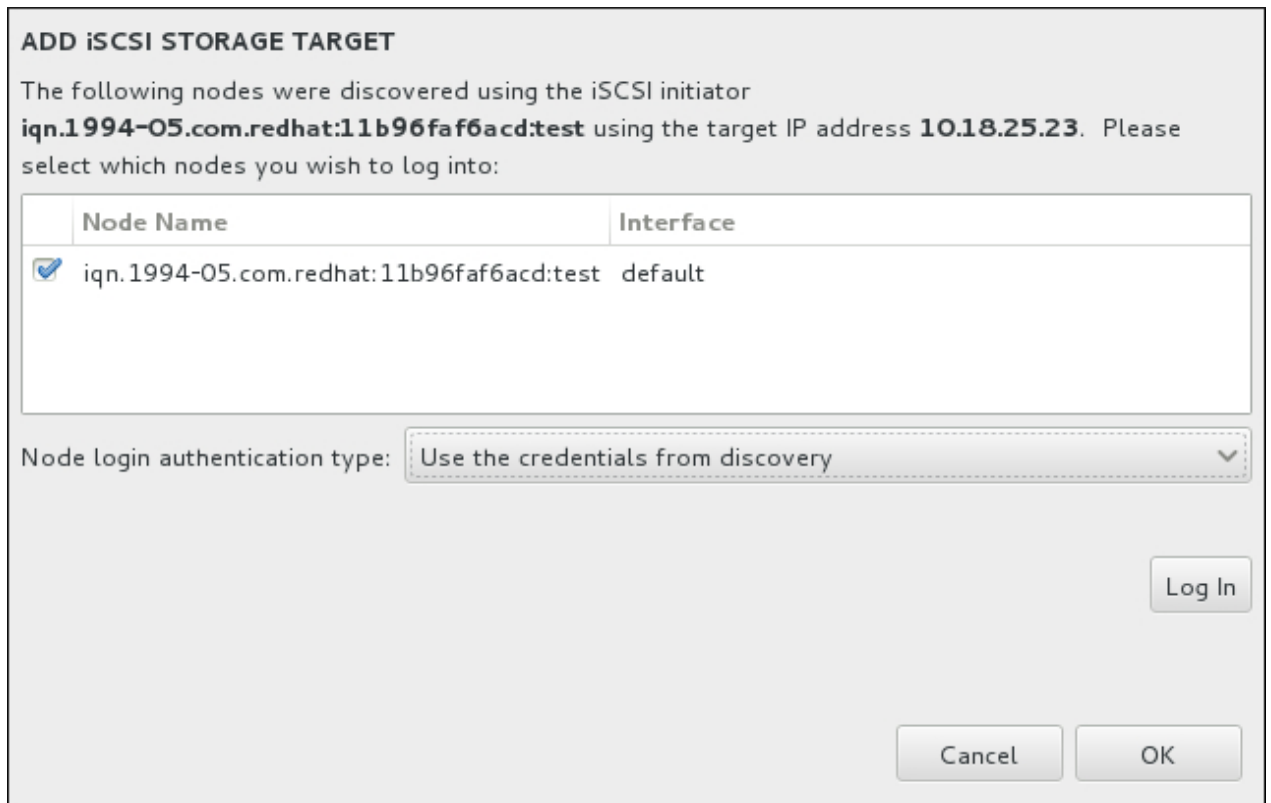 ADD iSCSI STORAGE TARGET
The following nodes were discovered using the iSCSI initiator
iqn.1994-05.com.redhat:11b96faf6acd:test using the target IP address 10.18.25.23. Please
select which nodes you wish to log into:
Node Name Interface
iqn.1994-05.com.redhat:11b96faf6acd:test default
Node login authentication type: Use the credentials from discovery
Log In
Cancel OK